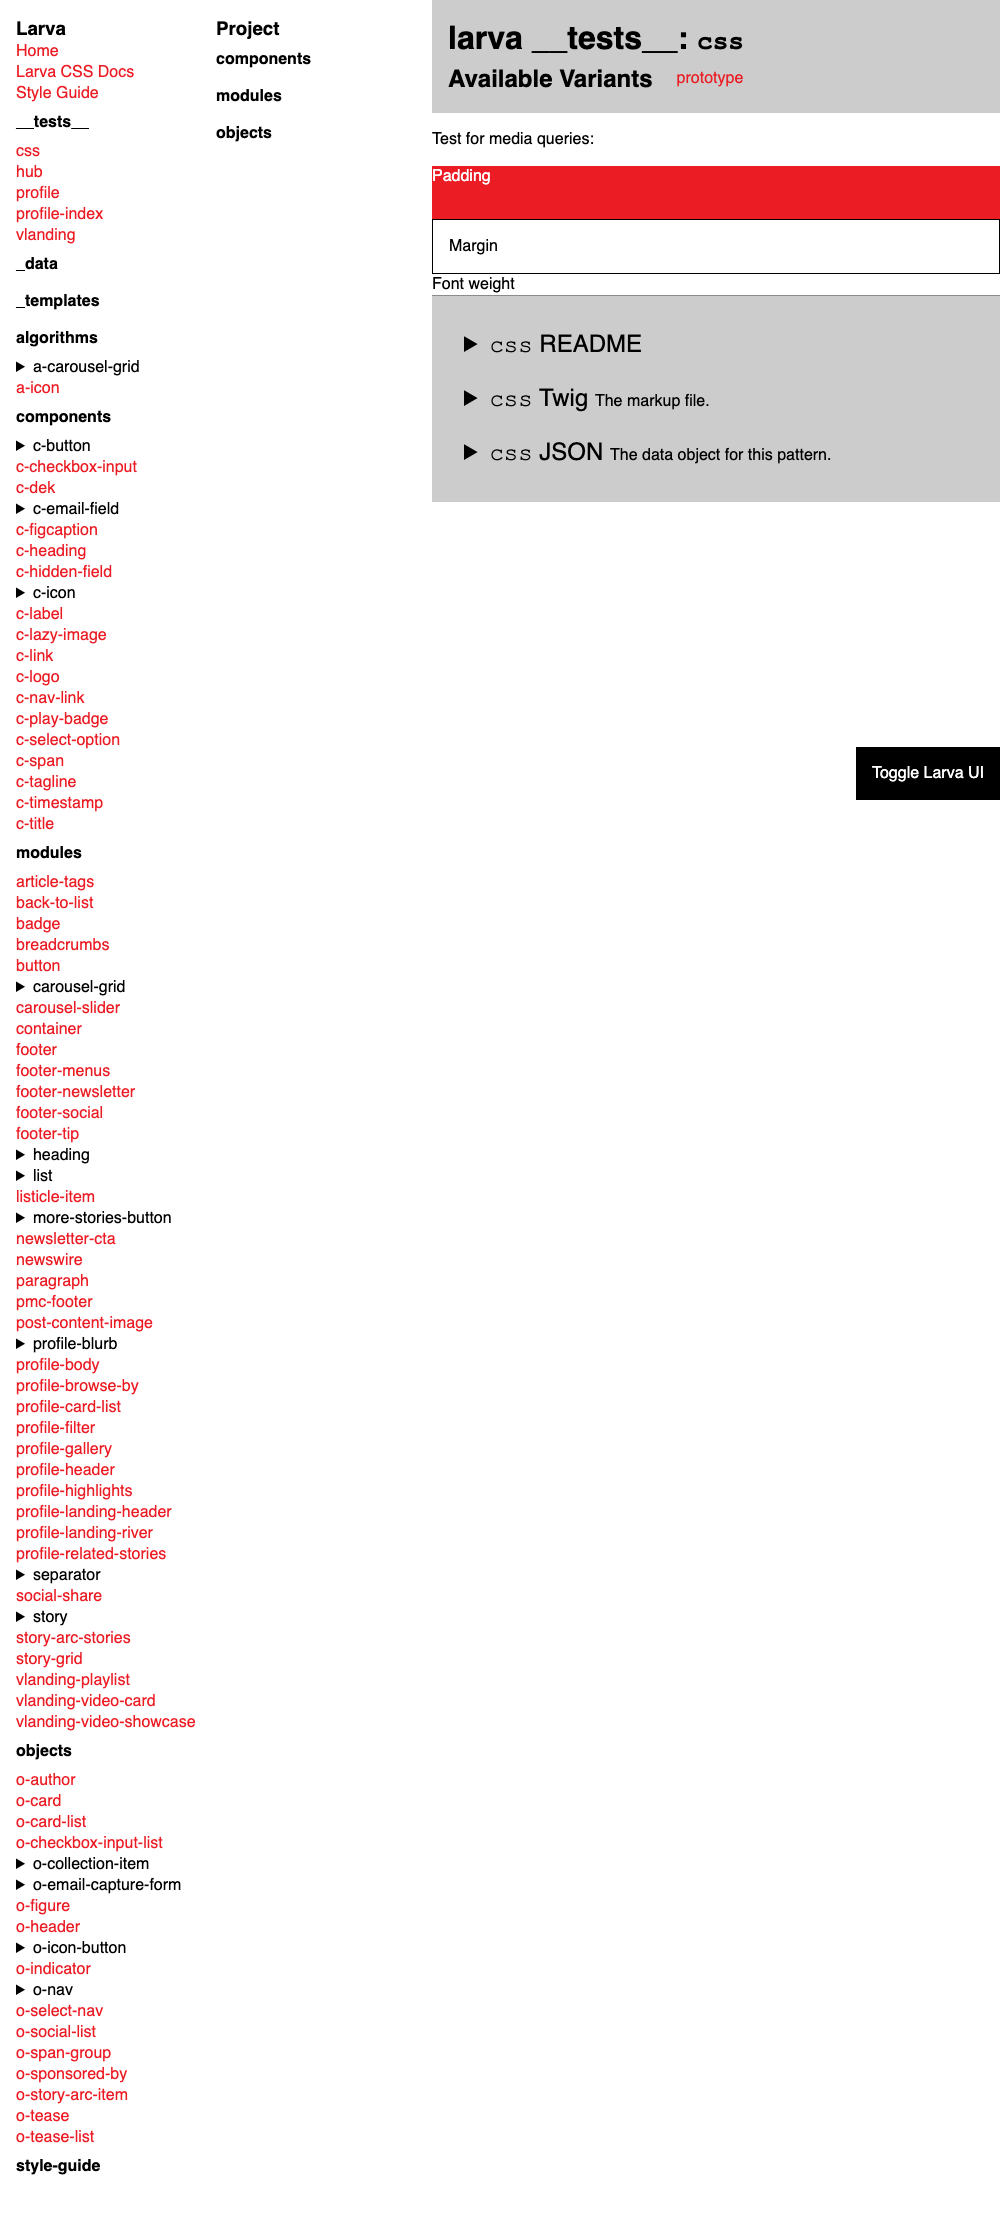 Larva
Home
Larva CSS Docs
Style Guide
__tests__
css
hub
profile
profile-index
vlanding
_data
_templates
algorithms
a-carousel-grid
a-icon
components
c-button
c-checkbox-input
c-dek
c-email-field
c-figcaption
c-heading
c-hidden-field
c-icon
c-label
c-lazy-image
c-link
c-logo
c-nav-link
c-play-badge
c-select-option
c-span
c-tagline
c-timestamp
c-title
modules
article-tags
back-to-list
badge
breadcrumbs
button
carousel-grid
carousel-slider
container
footer
footer-menus
footer-newsletter
footer-social
footer-tip
heading
list
listicle-item
more-stories-button
newsletter-cta
newswire
paragraph
pmc-footer
post-content-image
profile-blurb
profile-body
profile-browse-by
profile-card-list
profile-filter
profile-gallery
profile-header
profile-highlights
profile-landing-header
profile-landing-river
profile-related-stories
separator
social-share
story
story-arc-stories
story-grid
vlanding-playlist
vlanding-video-card
vlanding-video-showcase
objects
o-author
o-card
o-card-list
o-checkbox-input-list
o-collection-item
o-email-capture-form
o-figure
o-header
o-icon-button
o-indicator
o-nav
o-select-nav
o-social-list
o-span-group
o-sponsored-by
o-story-arc-item
o-tease
o-tease-list
style-guide
Project
components
modules
objects
larva __tests__: css
Available Variants prototype
Test for media queries:
Padding
Margin
Font weight
css README
css Twig The markup file.
css JSON The data object for this pattern.
Toggle Larva UI